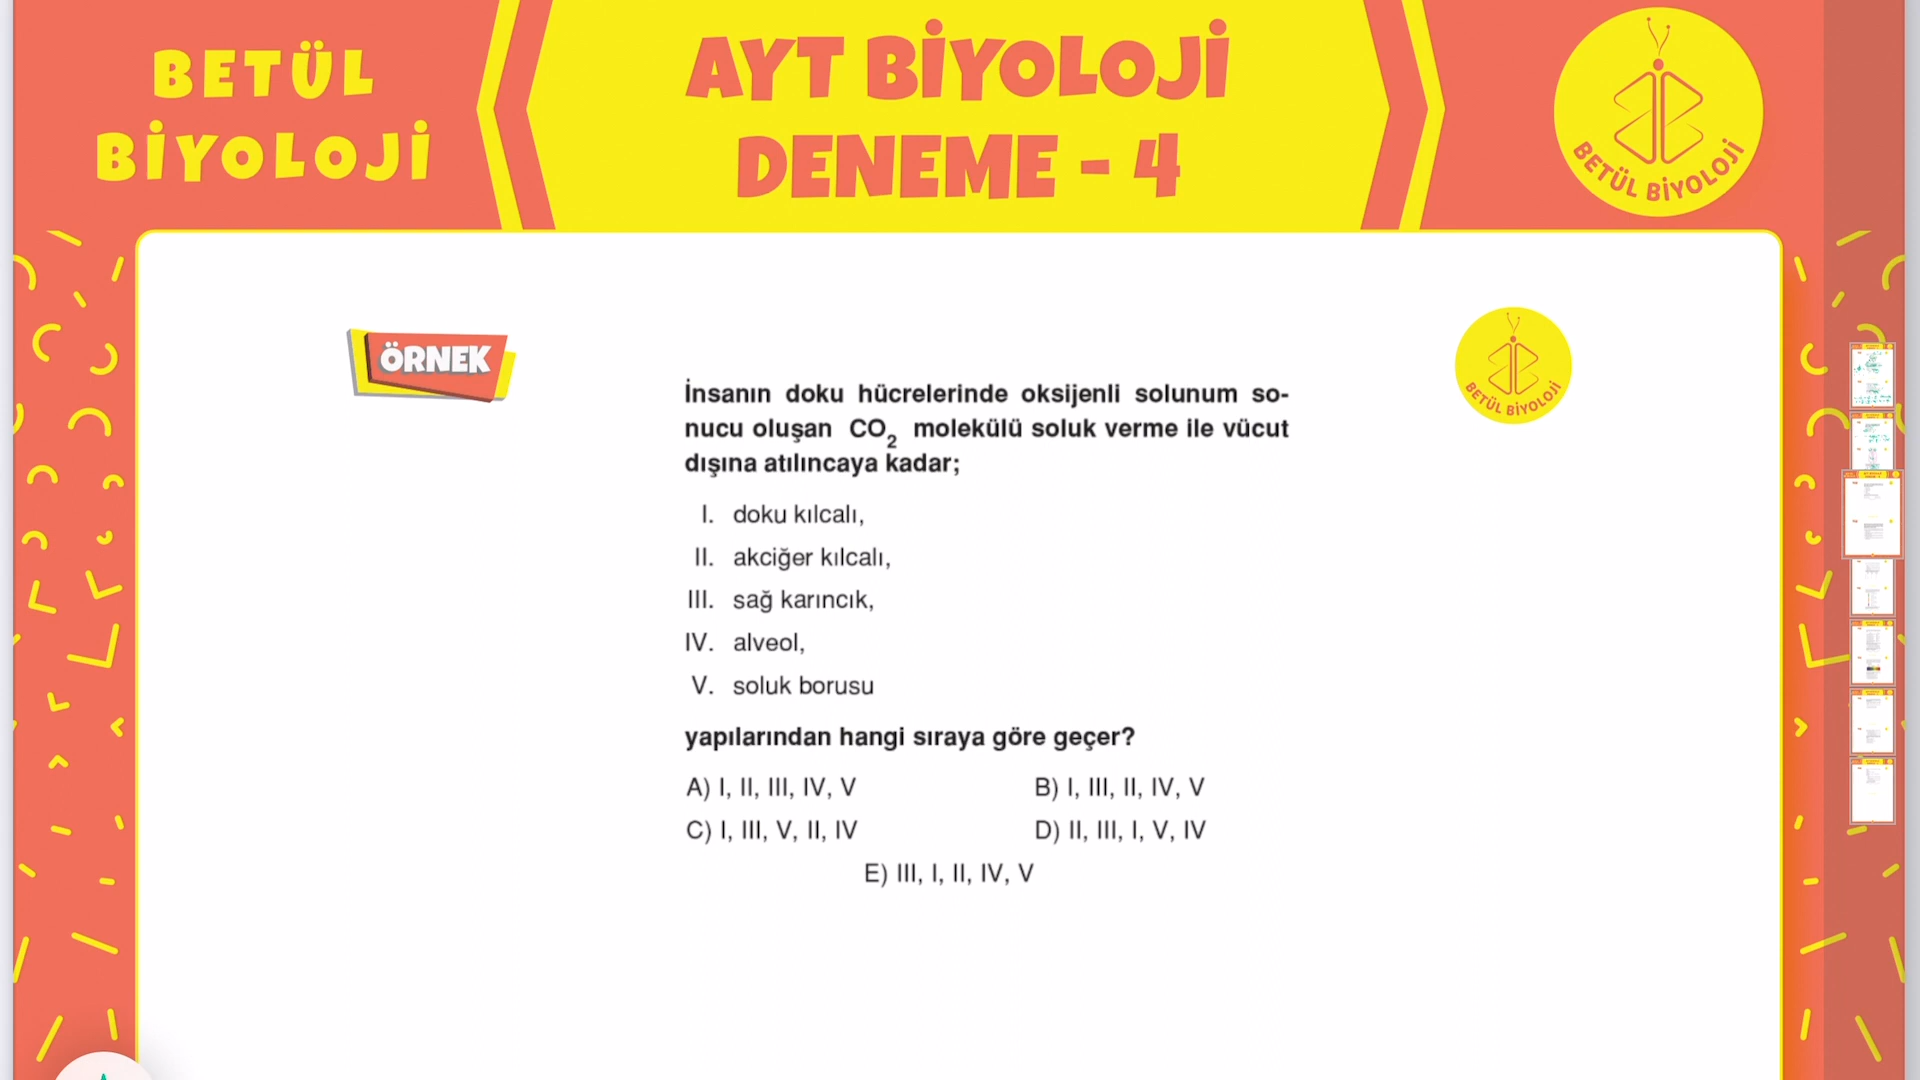 BETÜL
BİYOLOJİ
AYT BİYOLOJİ
DENEME - 4
BETÜL BİYOLOJİ
ÖRNEK
BETÜL BİYOLOJİ
İnsanın doku hücrelerinde oksijenli solunum so-
nucu oluşan CO₂ molekülü soluk verme ile vücut
dışına atılıncaya kadar;
I. doku kılcalı,
II. akciğer kılcalı,
III. sağ karıncık,
IV. alveol,
V. soluk borusu
yapılarından hangi sıraya göre geçer?
A) I, II, III, IV, V
B) I, III, II, IV, V
C) I, III, V, II, IV
D) II, III, I, V, IV
E) III, I, II, IV, V